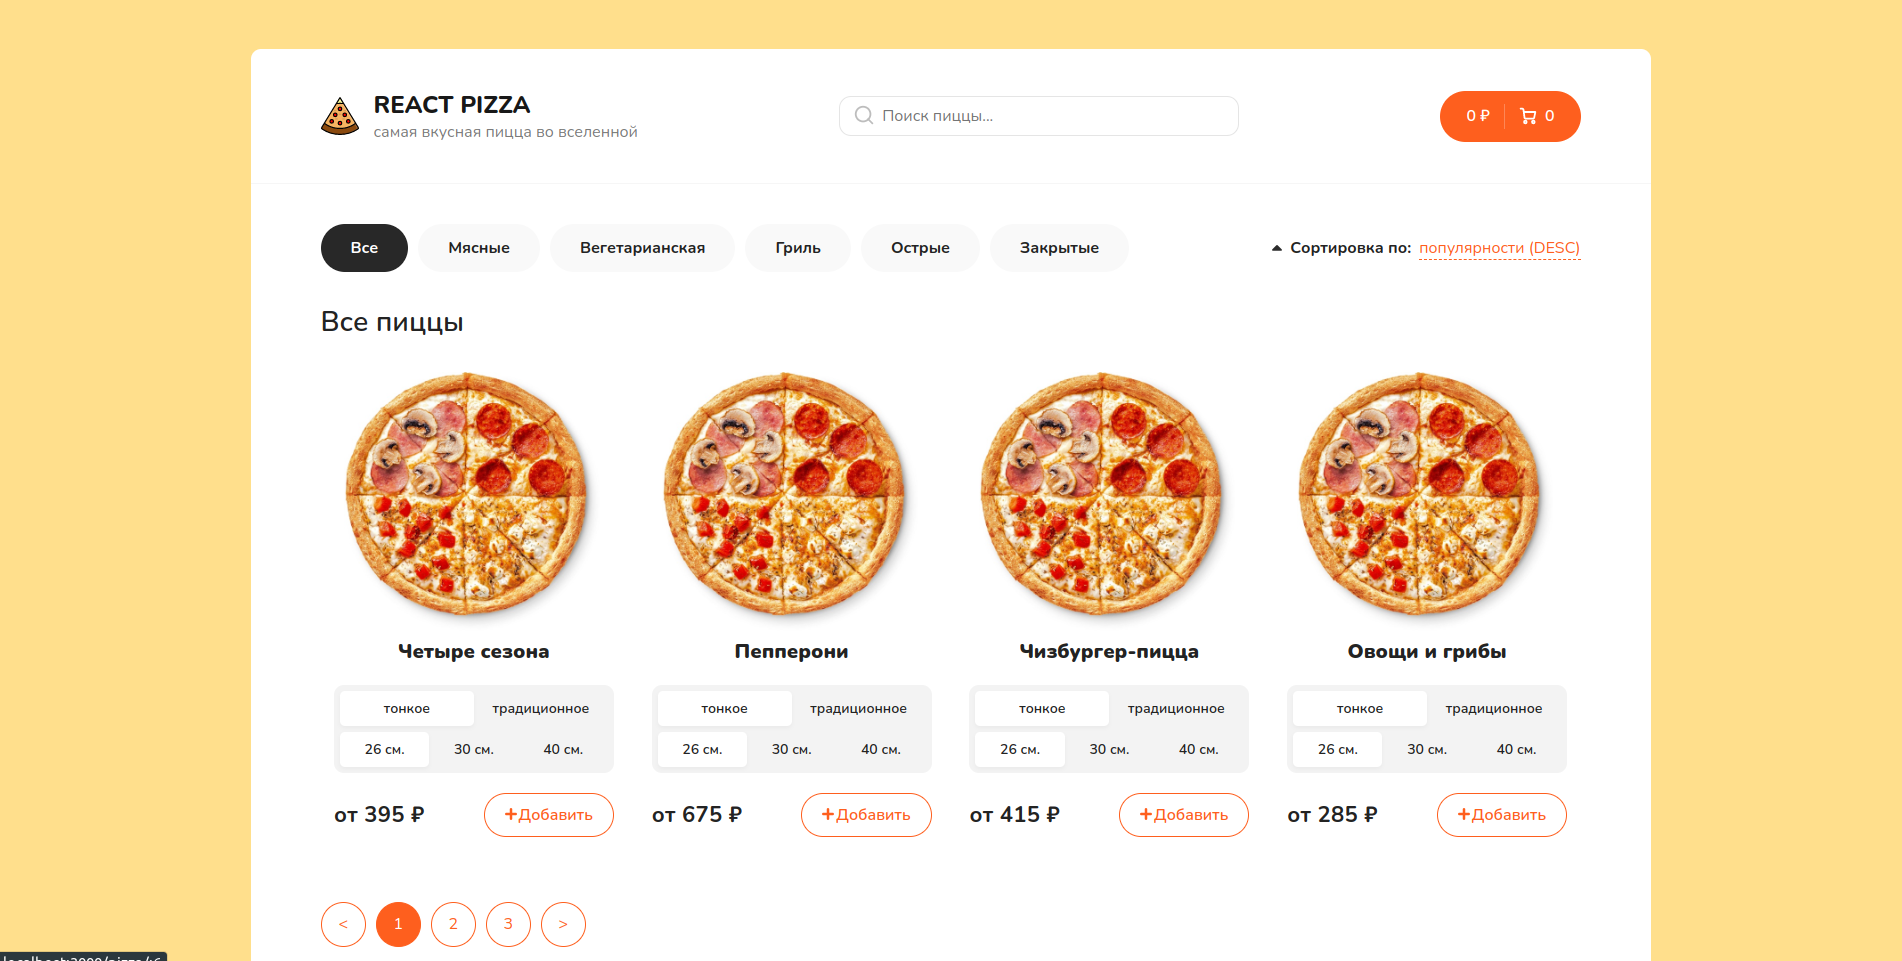 REACT PIZZA
самая вкусная пицца во вселенной
Поиск пиццы...
0 ₽ 0
Все Мясные Вегетарианская Гриль Острые Закрытые
Сортировка по: популярности (DESC)
Все пиццы
Четыре сезона
тонкое традиционное
26 см. 30 см. 40 см.
от 395 ₽ +Добавить
Пепперони
тонкое традиционное
26 см. 30 см. 40 см.
от 675 ₽ +Добавить
Чизбургер-пицца
тонкое традиционное
26 см. 30 см. 40 см.
от 415 ₽ +Добавить
Овощи и грибы
тонкое традиционное
26 см. 30 см. 40 см.
от 285 ₽ +Добавить
< 1 2 3 >